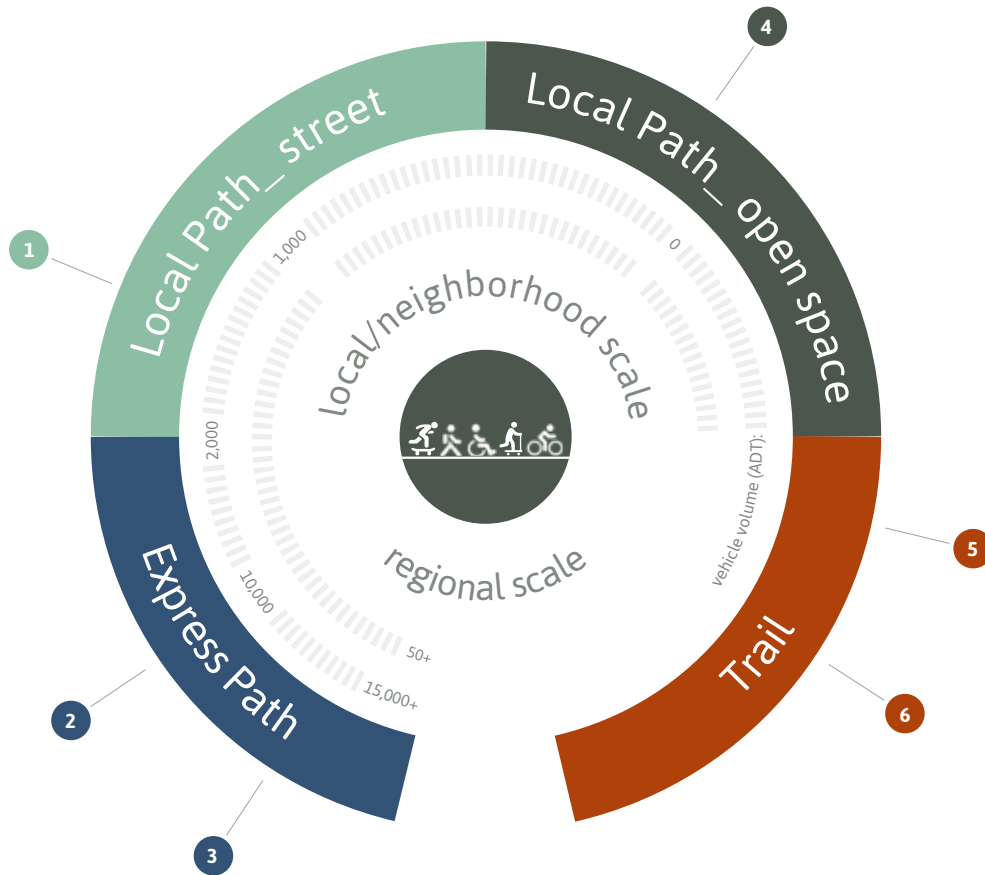 4
Local Path_ street
Local Path_ open space
1
1,000
0
local/neighborhood scale
2,000
vehicle volume (ADT):
5
regional scale
Express Path
10,000
50+
15,000+
Trail
2
6
3